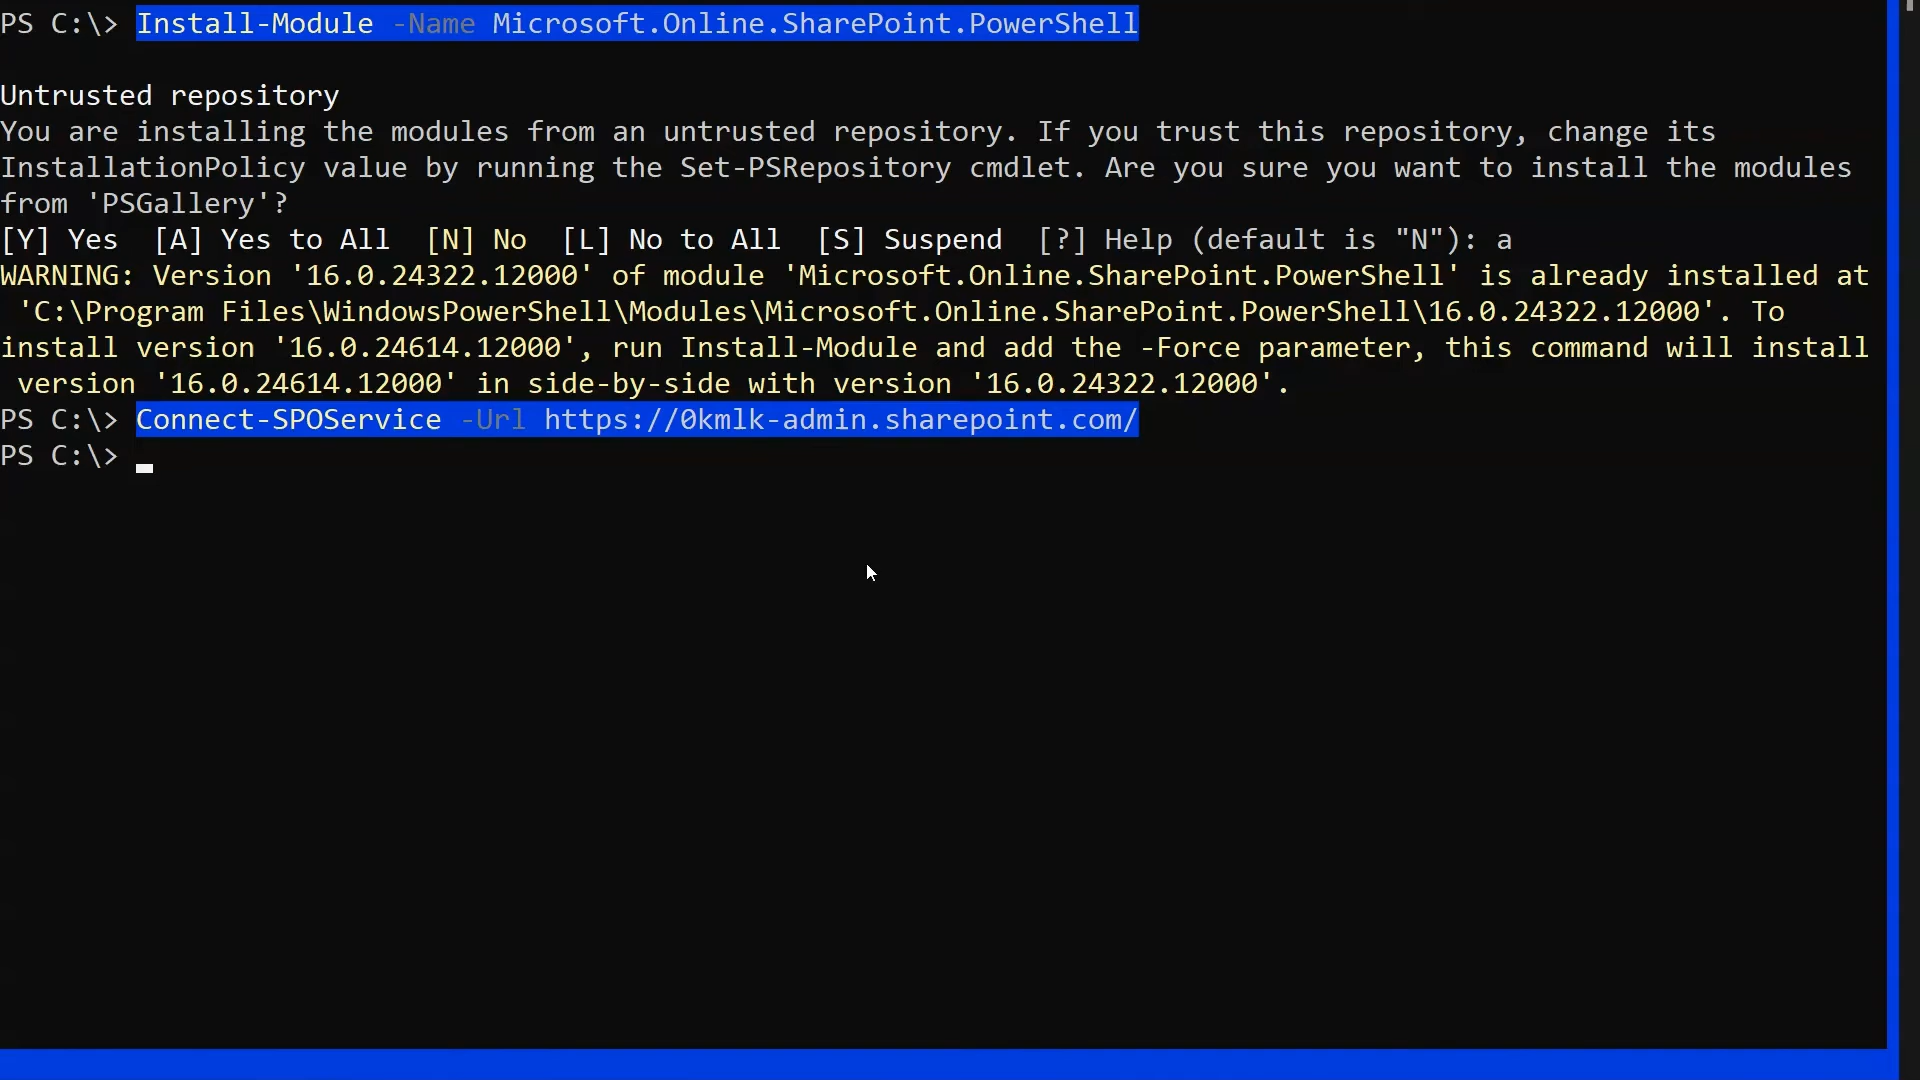 PS C:\> Install-Module -Name Microsoft.Online.SharePoint.PowerShell
Untrusted repository
You are installing the modules from an untrusted repository. If you trust this repository, change its
InstallationPolicy value by running the Set-PSRepository cmdlet. Are you sure you want to install the modules
from 'PSGallery'?
[Y] Yes  [A] Yes to All  [N] No  [L] No to All  [S] Suspend  [?] Help (default is "N"): a
WARNING: Version '16.0.24322.12000' of module 'Microsoft.Online.SharePoint.PowerShell' is already installed at
 'C:\Program Files\WindowsPowerShell\Modules\Microsoft.Online.SharePoint.PowerShell\16.0.24322.12000'. To
install version '16.0.24614.12000', run Install-Module and add the -Force parameter, this command will install
 version '16.0.24614.12000' in side-by-side with version '16.0.24322.12000'.
PS C:\> Connect-SPOService -Url https://0kmlk-admin.sharepoint.com/
PS C:\>